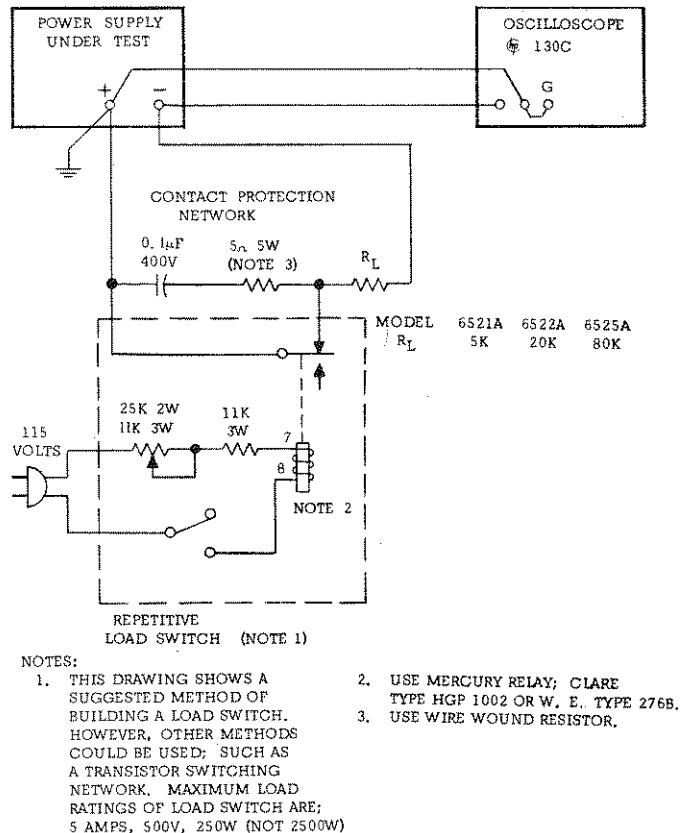 POWER SUPPLY
UNDER TEST
+ −
OSCILLOSCOPE
hp 130C
G
CONTACT PROTECTION
NETWORK
0.1μF
400V
5Ω 5W
(NOTE 3)
RL
MODEL 6521A 6522A 6525A
RL 5K 20K 80K
115
VOLTS
25K 2W
11K 3W
11K
3W
7
8
NOTE 2
REPETITIVE
LOAD SWITCH (NOTE 1)
NOTES:
1. THIS DRAWING SHOWS A
SUGGESTED METHOD OF
BUILDING A LOAD SWITCH.
HOWEVER, OTHER METHODS
COULD BE USED; SUCH AS
A TRANSISTOR SWITCHING
NETWORK. MAXIMUM LOAD
RATINGS OF LOAD SWITCH ARE;
5 AMPS, 500V, 250W (NOT 2500W)
2. USE MERCURY RELAY; CLARE
TYPE HGP 1002 OR W. E. TYPE 276B.
3. USE WIRE WOUND RESISTOR.